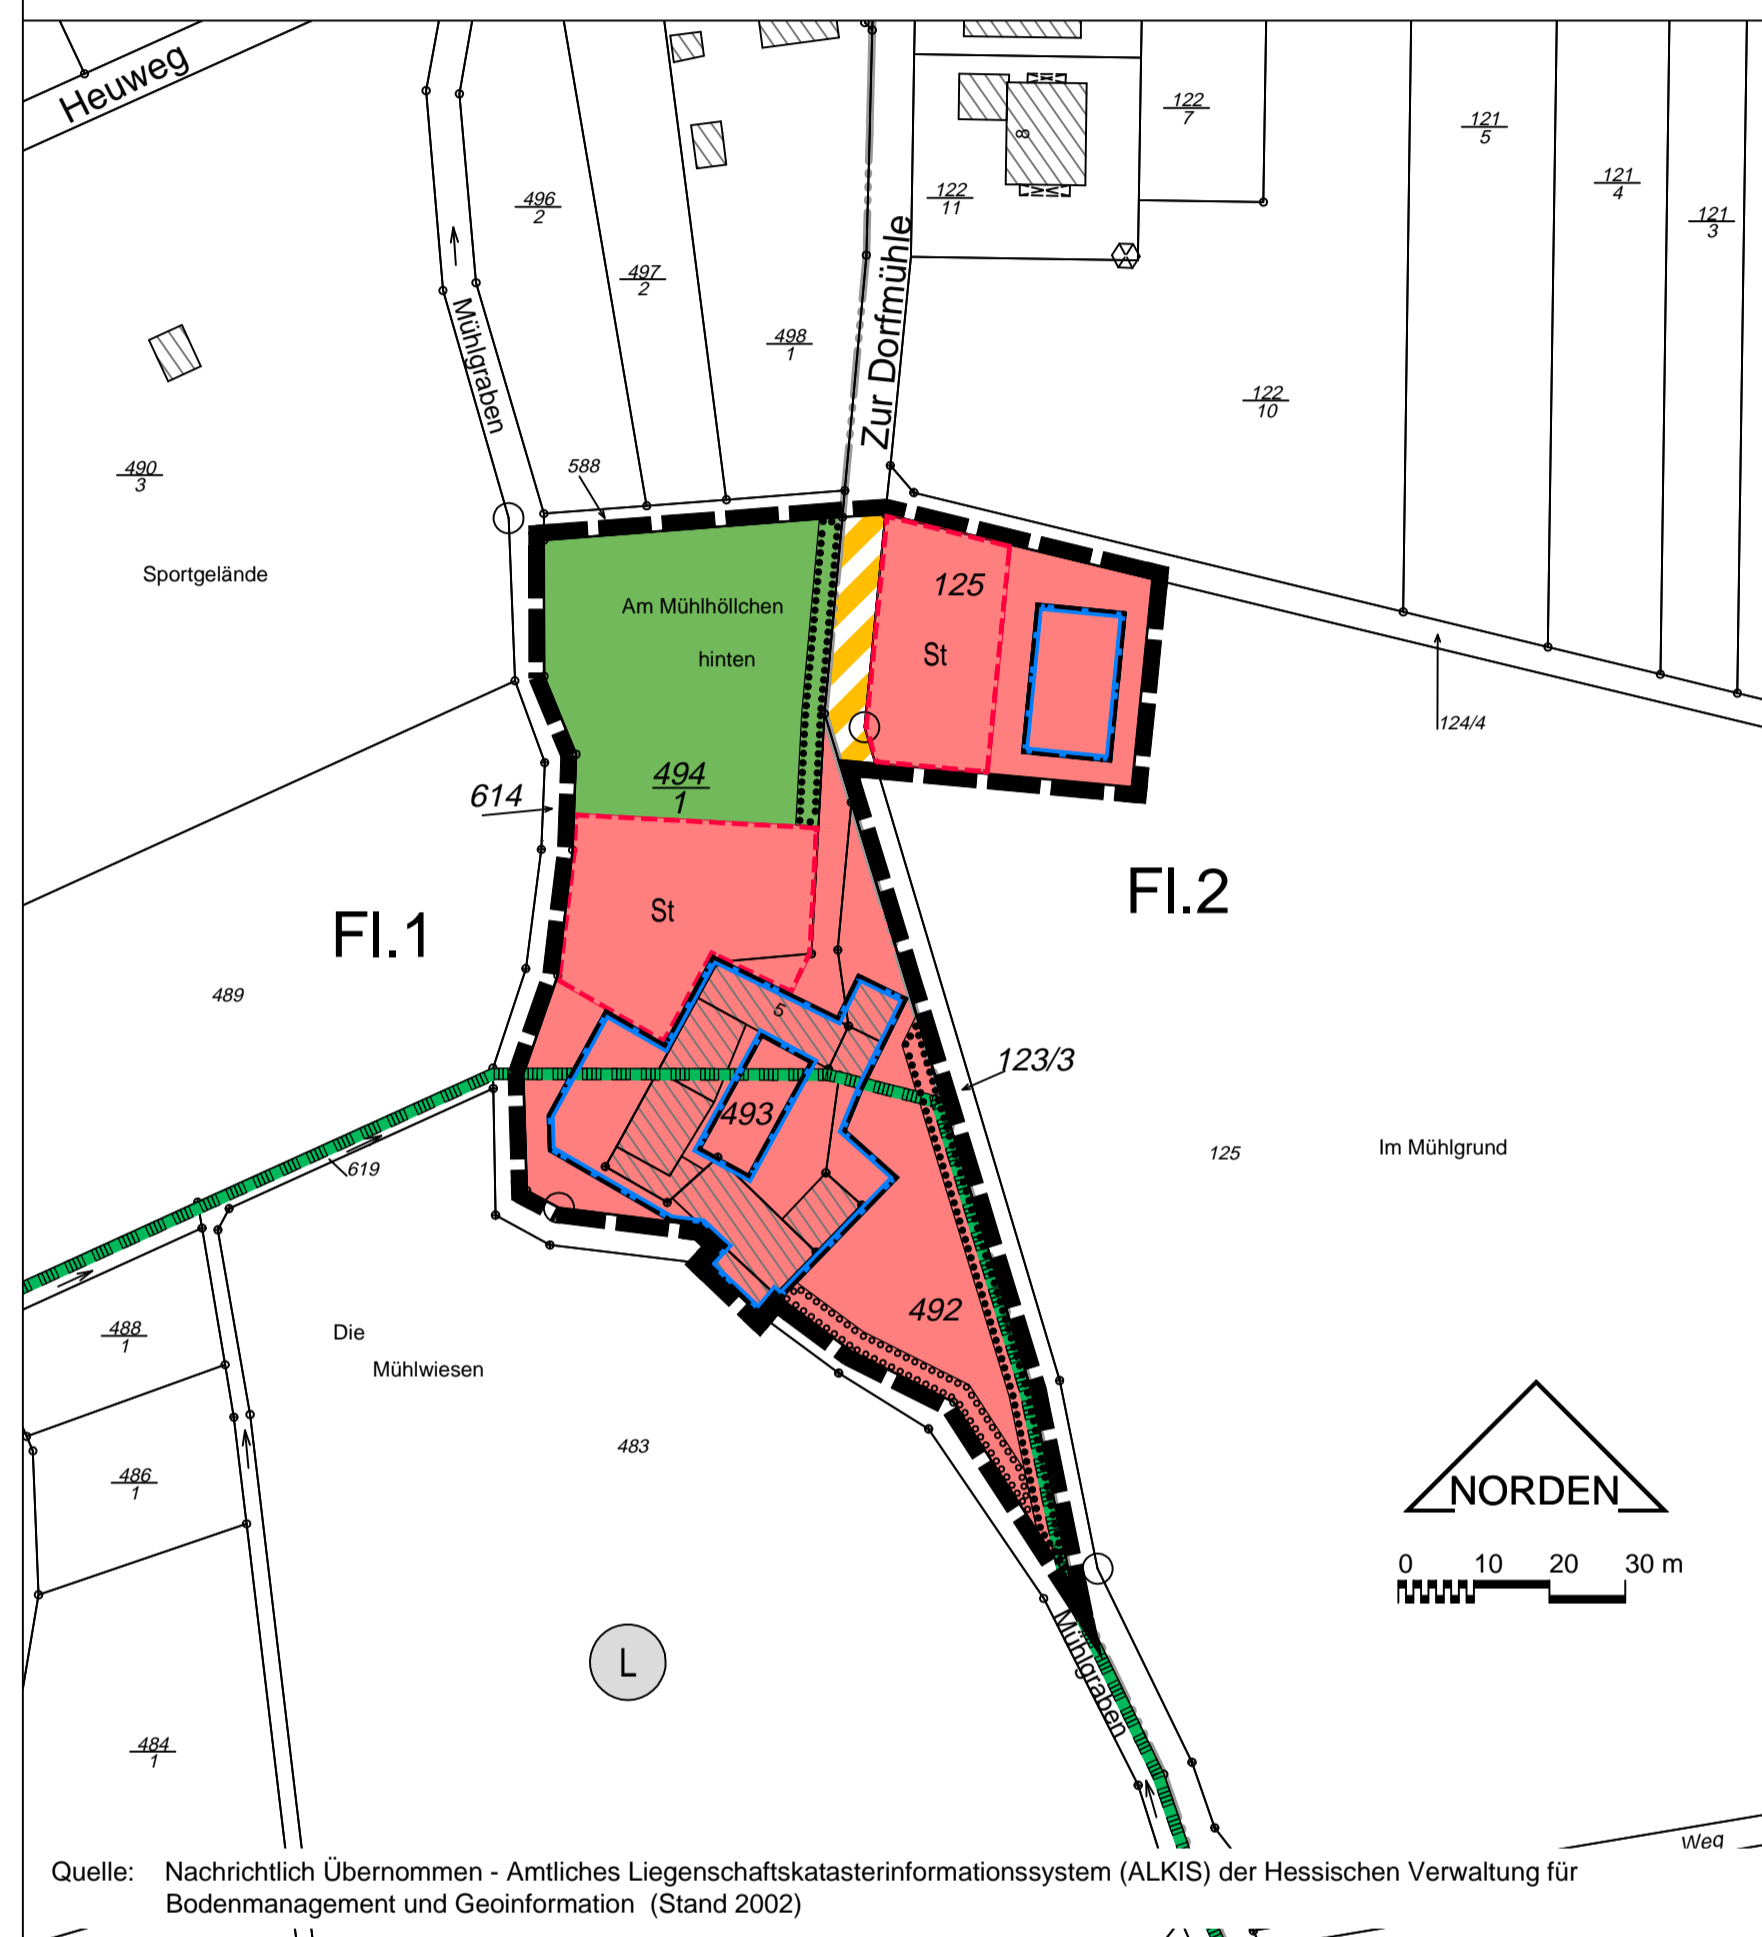 Heuweg
122
7
121
5
121
4
121
3
8
496
2
122
11
497
2
Zur Dorfmühle
498
1
Mühlgraben
122
10
490
3
588
Sportgelände
125
Am Mühlhöllchen
hinten
St
124/4
494
1
614
Fl.1
Fl.2
St
489
5
123/3
493
619
125
Im Mühlgrund
492
488
1
Die
Mühlwiesen
483
486
1
NORDEN
0 10 20 30 m
L
Mühlgraben
484
1
Weg
Quelle: Nachrichtlich Übernommen - Amtliches Liegenschaftskatasterinformationssystem (ALKIS) der Hessischen Verwaltung für
Bodenmanagement und Geoinformation (Stand 2002)